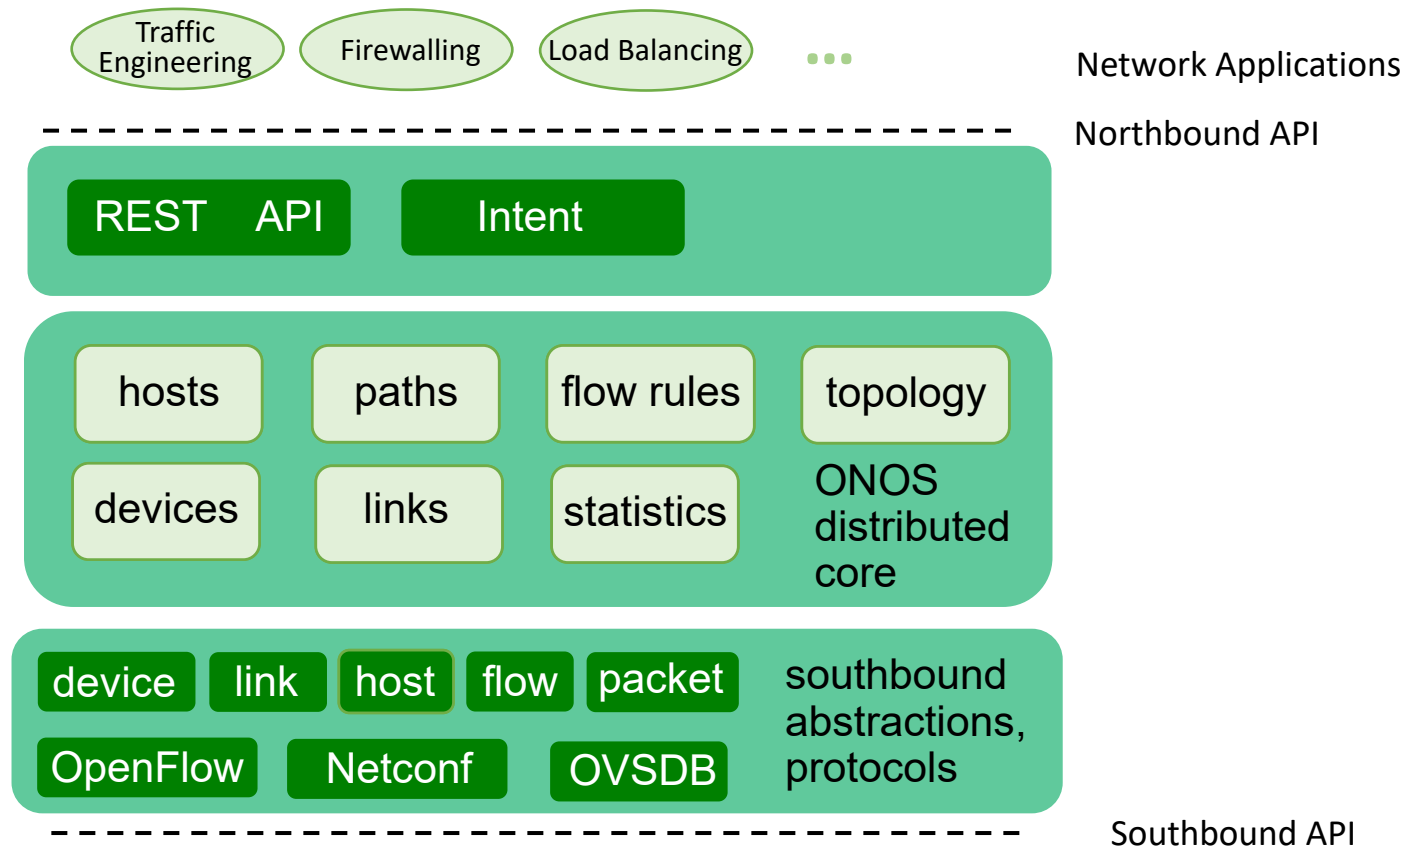 Traffic
Engineering
Firewalling
Load Balancing
...
Network Applications
Northbound API
REST API
Intent
hosts
paths
flow rules
topology
devices
links
statistics
ONOS
distributed
core
device
link
host
flow
packet
southbound
abstractions,
protocols
OpenFlow
Netconf
OVSDB
Southbound API